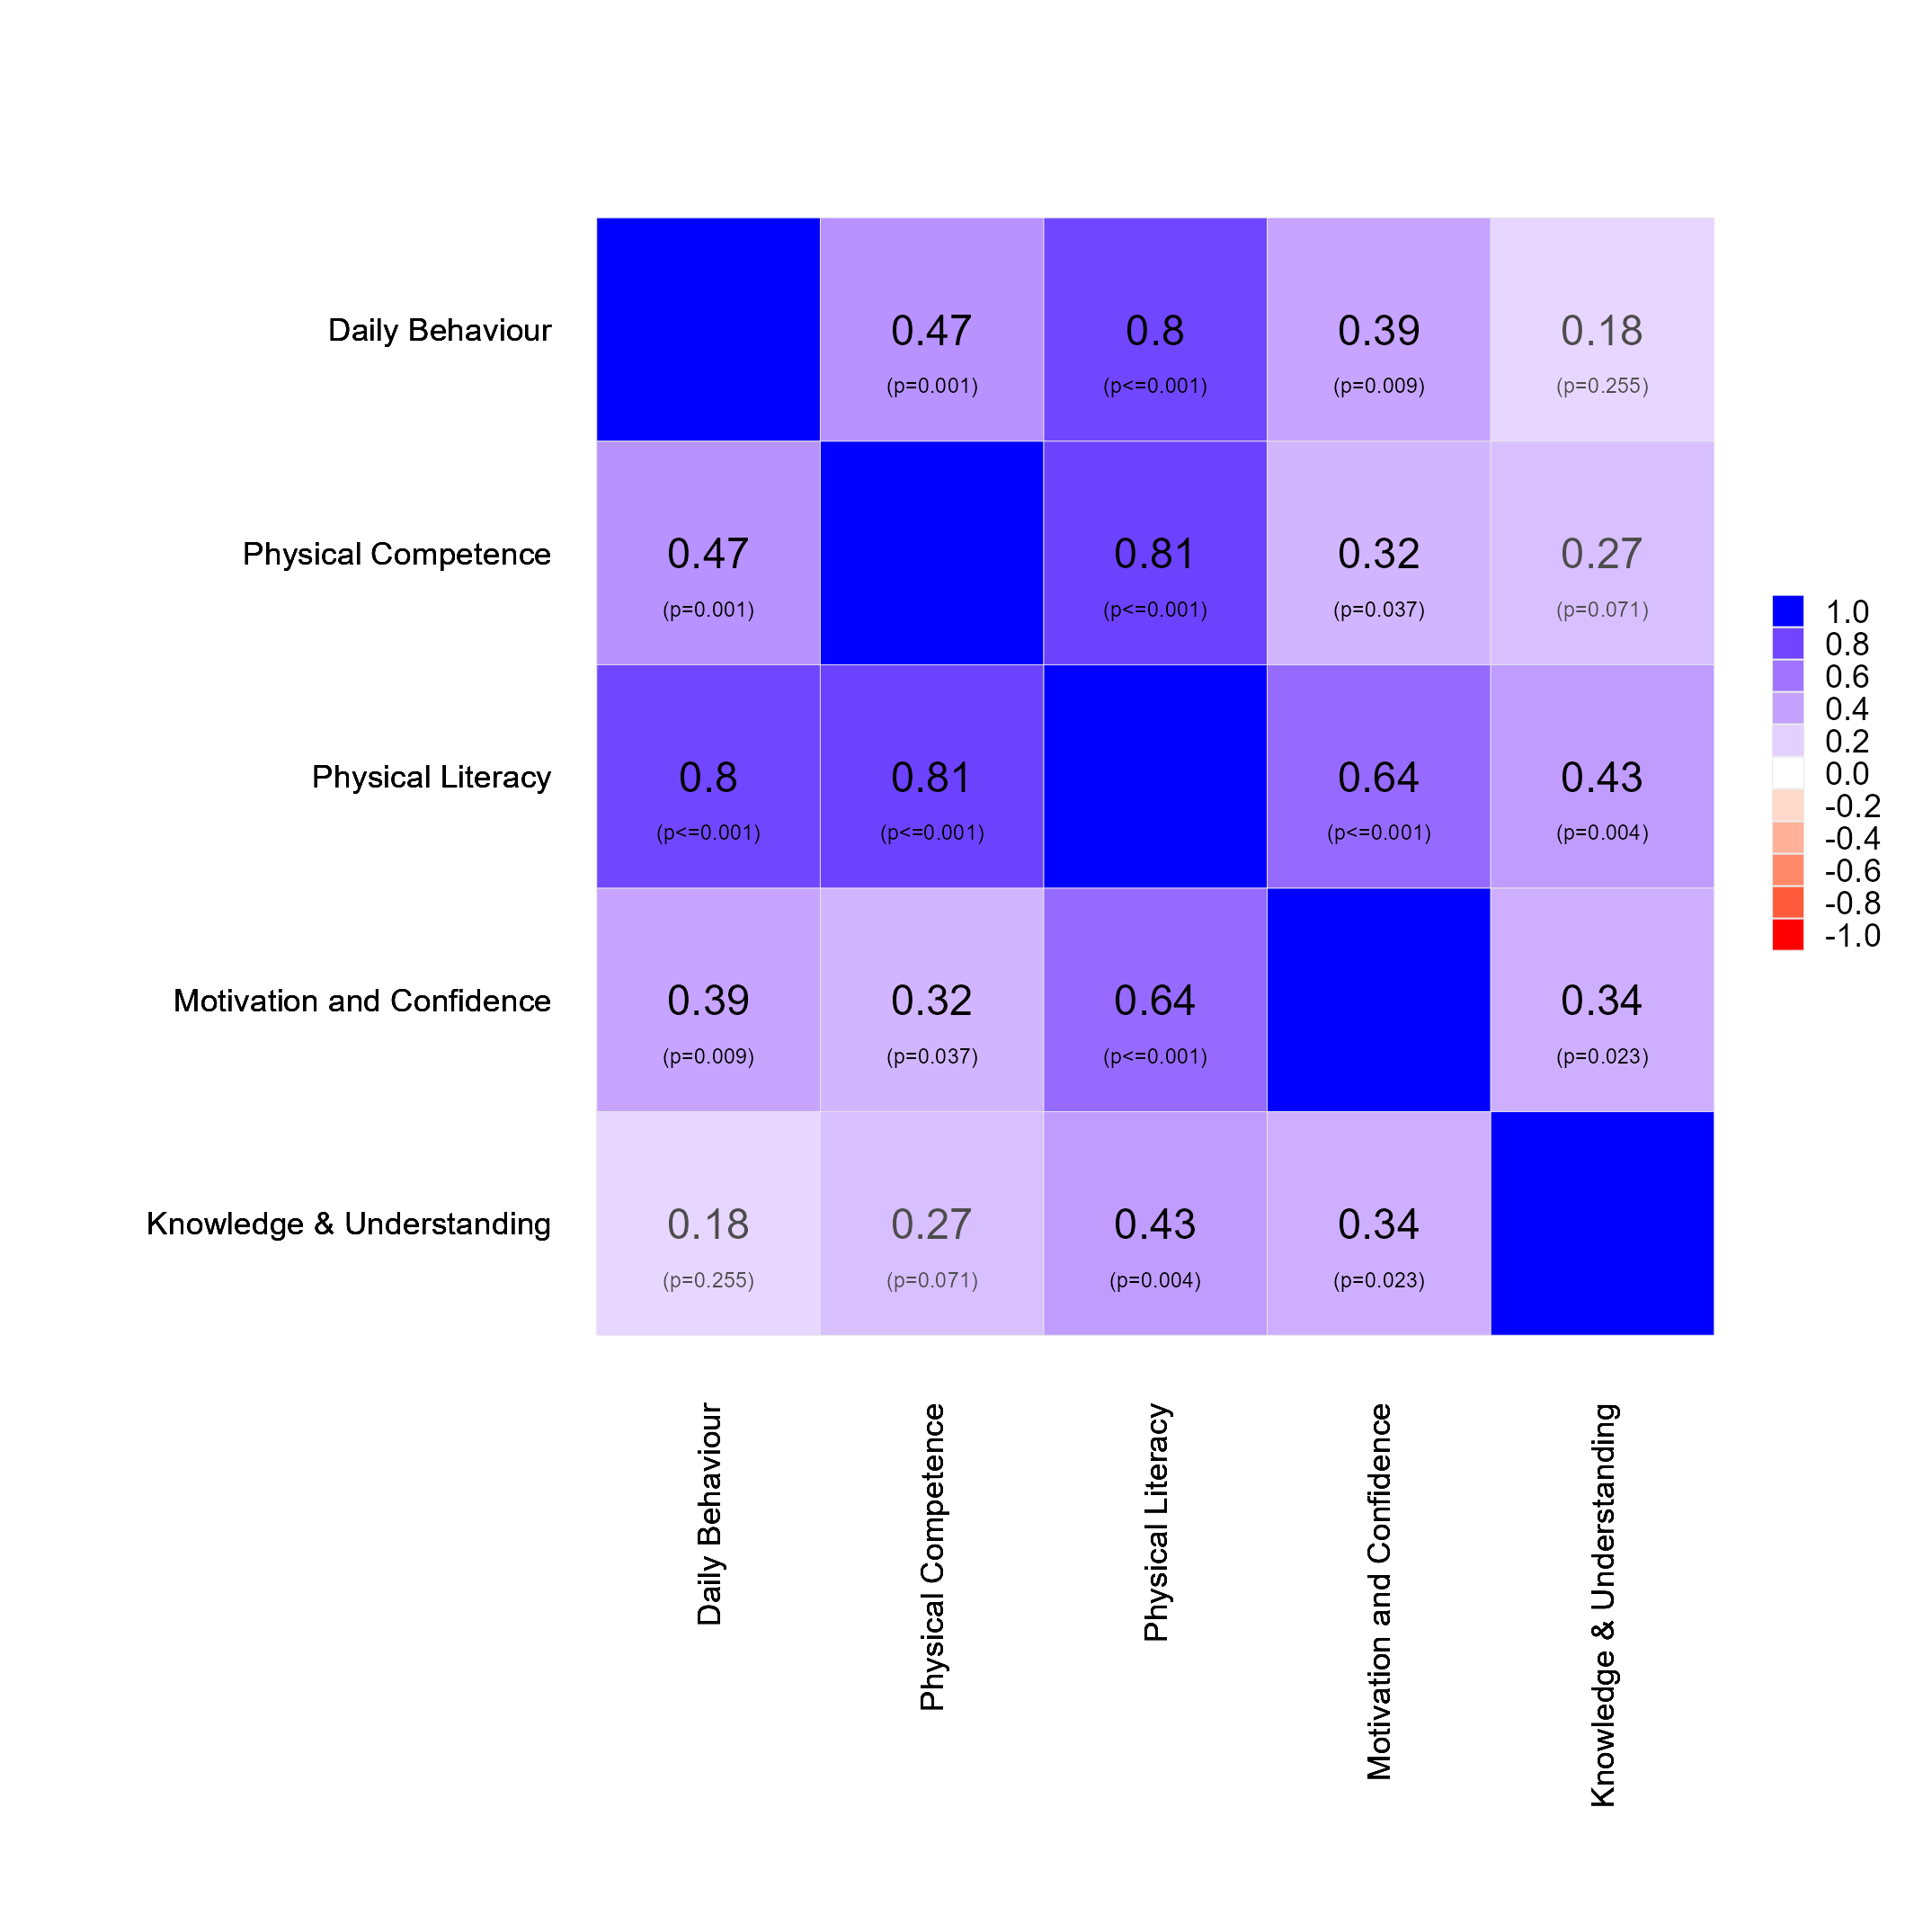 Daily Behaviour
0.47
0.8
0.39
0.18
(p=0.001)
(p<=0.001)
(p=0.009)
(p=0.255)
Physical Competence
0.47
0.81
0.32
0.27
(p=0.001)
(p<=0.001)
(p=0.037)
(p=0.071)
Physical Literacy
0.8
0.81
0.64
0.43
(p<=0.001)
(p<=0.001)
(p<=0.001)
(p=0.004)
Motivation and Confidence
0.39
0.32
0.64
0.34
(p=0.009)
(p=0.037)
(p<=0.001)
(p=0.023)
Knowledge & Understanding
0.18
0.27
0.43
0.34
(p=0.255)
(p=0.071)
(p=0.004)
(p=0.023)
Daily Behaviour
Physical Competence
Physical Literacy
Motivation and Confidence
Knowledge & Understanding
1.0
0.8
0.6
0.4
0.2
0.0
-0.2
-0.4
-0.6
-0.8
-1.0